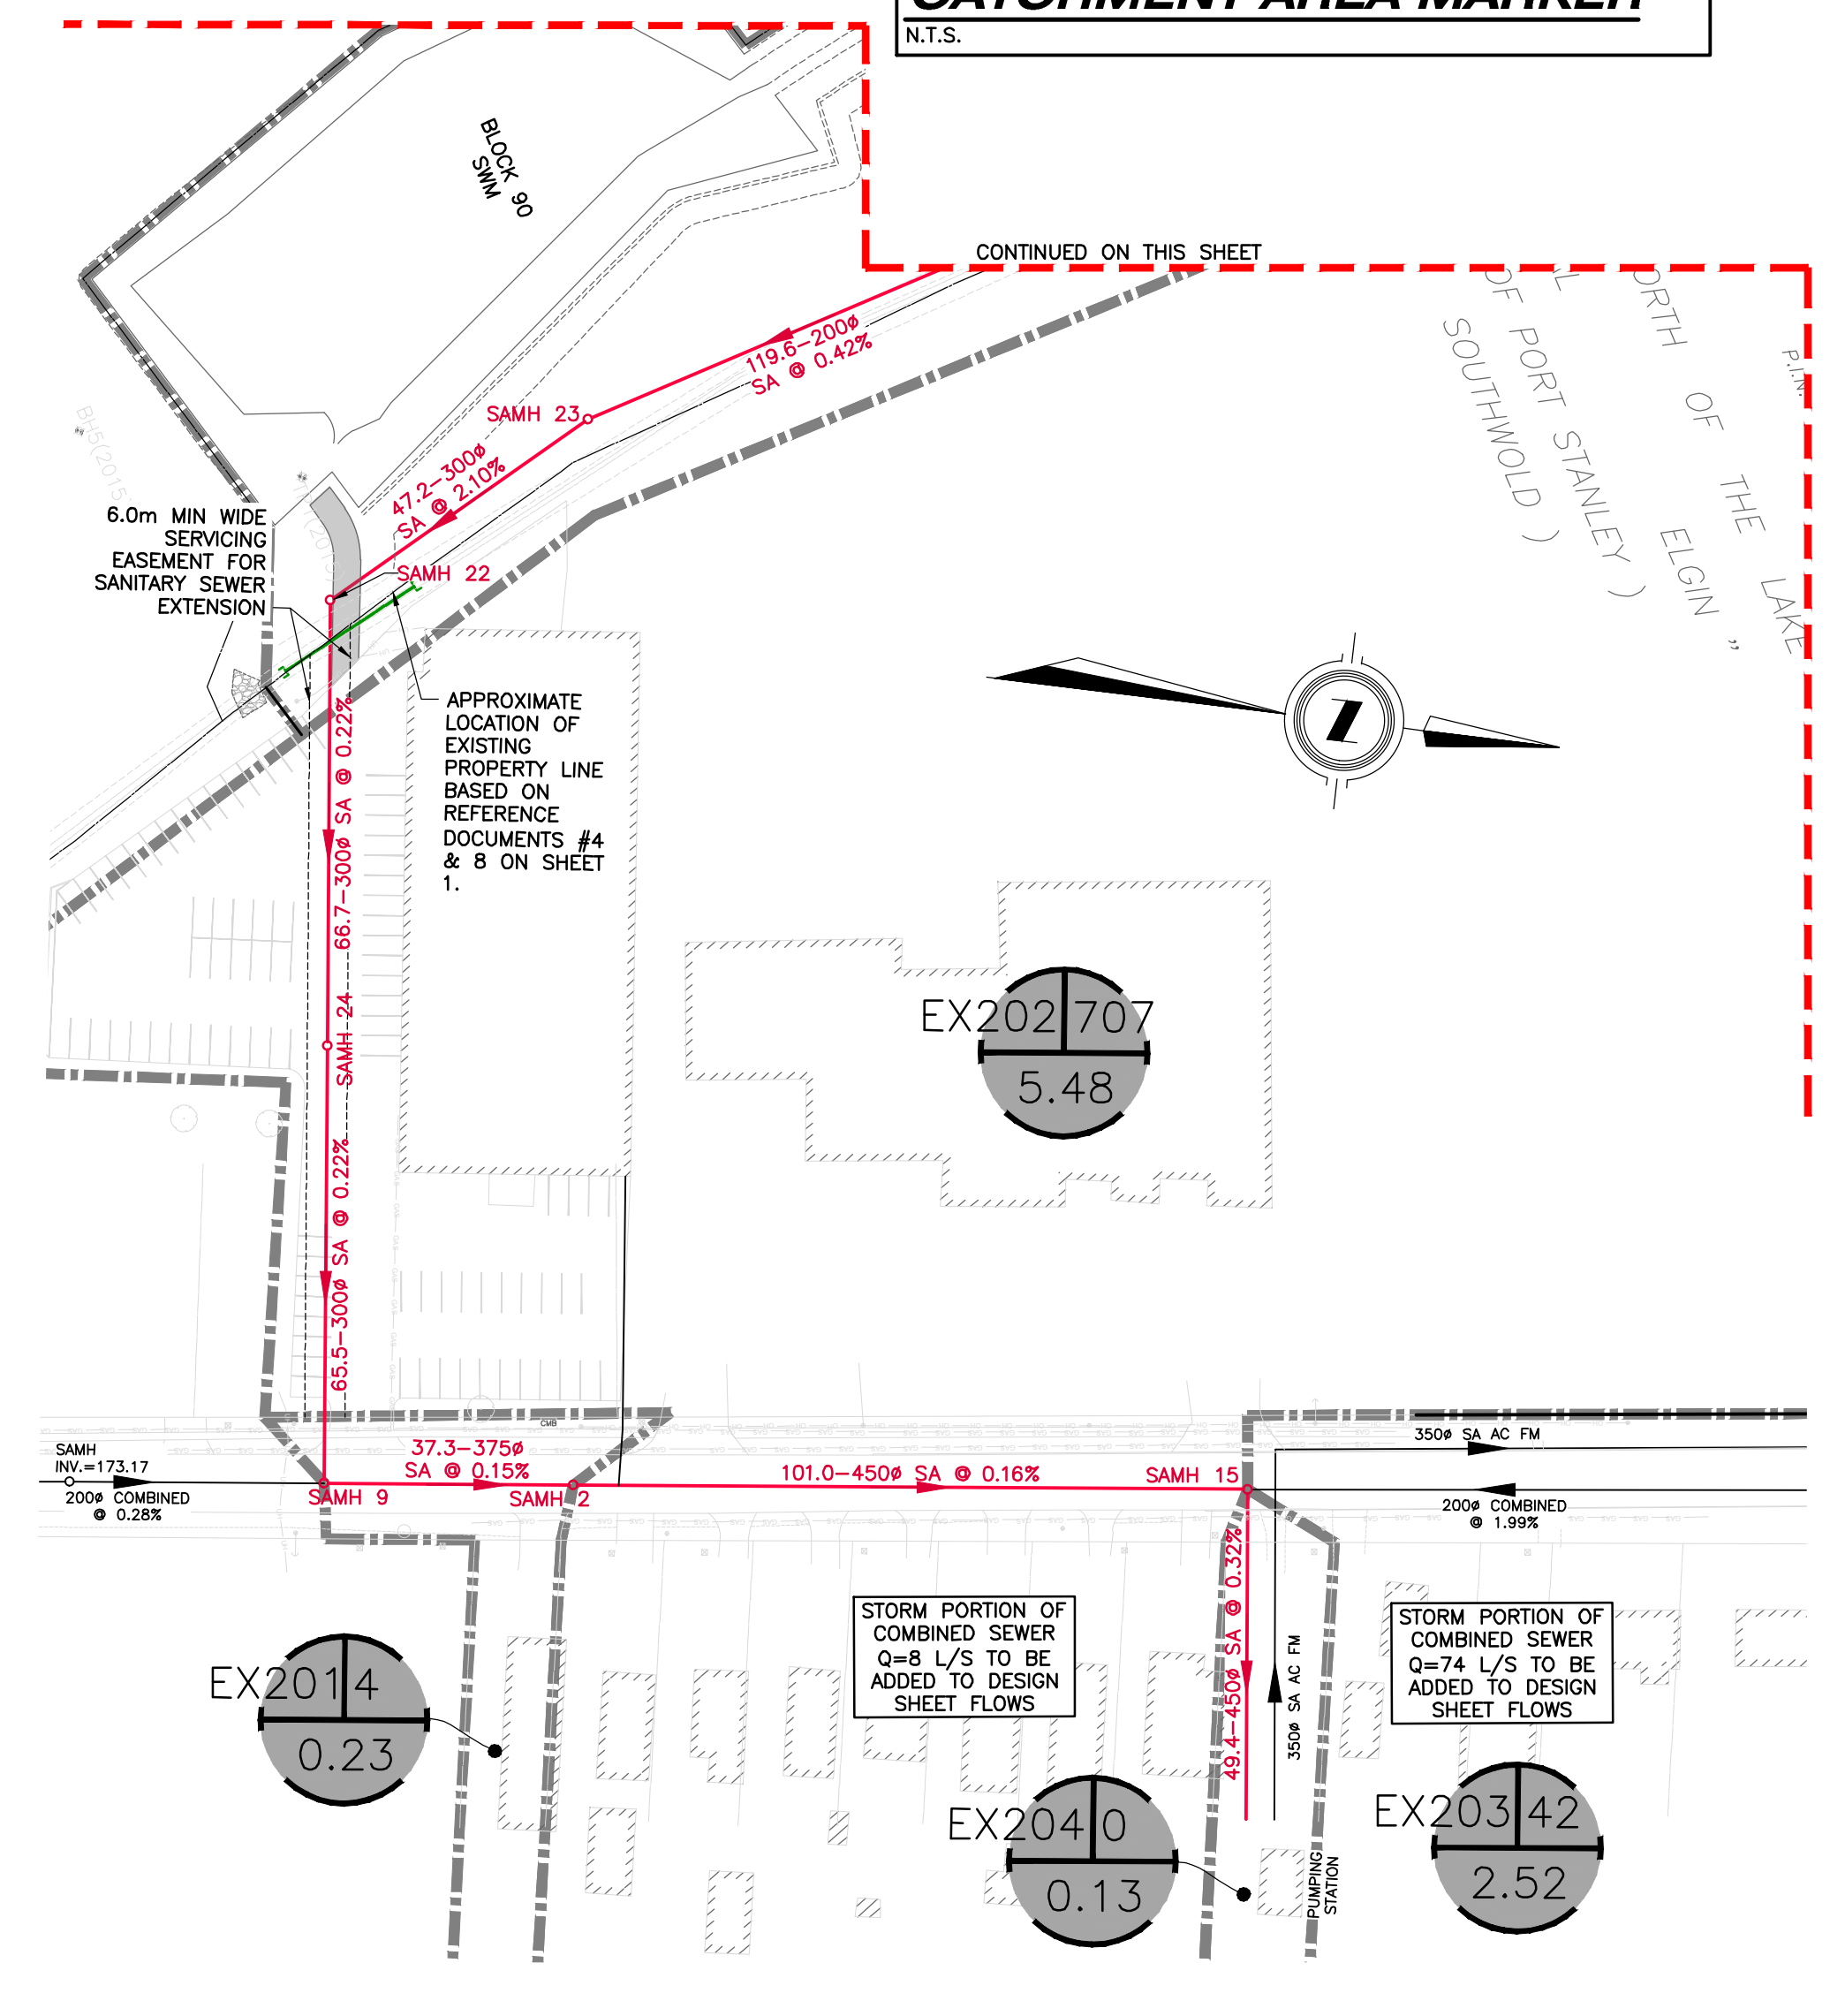 CATCHMENT AREA MARKER
N.T.S.
BLOCK 90
SWM
CONTINUED ON THIS SHEET
119.6-200ø
SA @ 0.42%
SAMH 23
47.2-300ø
SA @ 2.10%
SAMH 22
BH5(2015)
6.0m MIN WIDE
SERVICING
EASEMENT FOR
SANITARY SEWER
EXTENSION
ORTH OF THE LAKE
OF PORT STANLEY )
SOUTHWOLD )
ELGIN "
P.I.N.
APPROXIMATE
LOCATION OF
EXISTING
PROPERTY LINE
BASED ON
REFERENCE
DOCUMENTS #4
& 8 ON SHEET
1.
66.7-300ø SA @ 0.22%
SAMH 24
65.5-300ø SA @ 0.22%
EX202 707
5.48
CMB
SAMH
INV.=173.17
200ø COMBINED
@ 0.28%
37.3-375ø
SA @ 0.15%
SAMH 9
SAMH 2
101.0-450ø SA @ 0.16%
SAMH 15
350ø SA AC FM
200ø COMBINED
@ 1.99%
49.4-450ø SA @ 0.32%
350ø SA AC FM
STORM PORTION OF
COMBINED SEWER
Q=8 L/S TO BE
ADDED TO DESIGN
SHEET FLOWS
STORM PORTION OF
COMBINED SEWER
Q=74 L/S TO BE
ADDED TO DESIGN
SHEET FLOWS
EX201 4
0.23
EX204 0
0.13
EX203 42
2.52
PUMPING
STATION